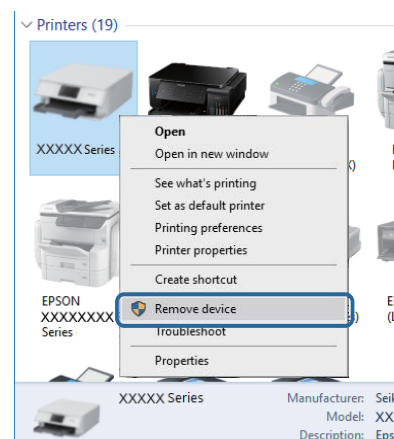 Printers (19)
XXXXX Series
Open
Open in new window
See what's printing
Set as default printer
Printing preferences
Printer properties
Create shortcut
Remove device
Troubleshoot
Properties
EPSON
XXXXXXXX
Series
XXXXX Series
Manufacturer:
Model: XX
Description: